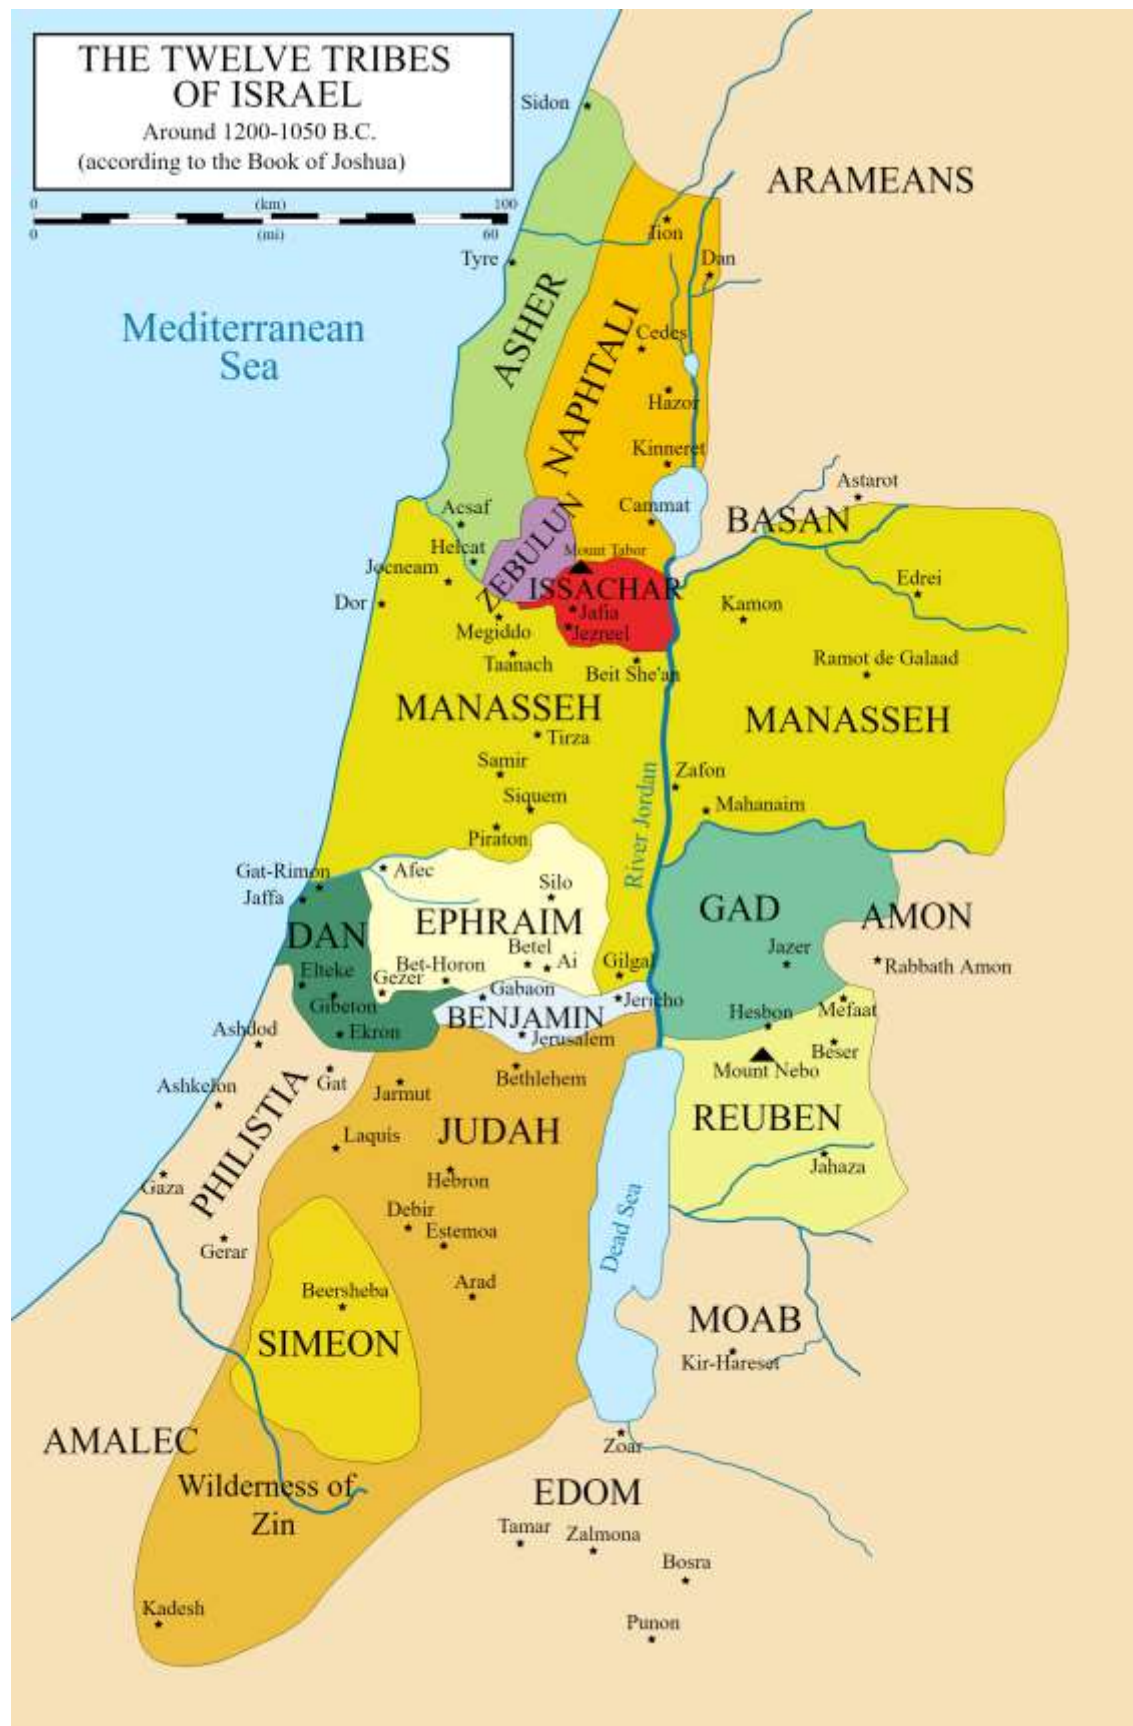 THE TWELVE TRIBES
OF ISRAEL
Around 1200-1050 B.C.
(according to the Book of Joshua)
0 (km) 100
0 (mi) 60
Sidon
ARAMEANS
Iion
Tyre
Dan
ASHER
NAPHTALI
Mediterranean
Sea
Cedes
Hazor
Kinneret
Astarot
Acsaf
Cammat
BASAN
ZEBULUN
Helcat
Mount Tabor
Jocneam
ISSACHAR
Edrei
Dor
Jafia
Kamon
Megiddo
Jezreel
Taanach
Beit She'an
Ramot de Galaad
MANASSEH
MANASSEH
Tirza
Samir
Zafon
Siquem
Mahanaim
Piraton
River Jordan
Gat-Rimon
Afec
Jaffa
Silo
GAD
AMON
DAN
EPHRAIM
Betel
Jazer
Elteke
Bet-Horon
Ai
Gilgal
Rabbath Amon
Gezer
Gabaon
Gibeton
Jericho
Hesbon
Mefaat
BENJAMIN
Ashdod
Ekron
Jerusalem
Beser
Mount Nebo
Ashkelon
Gat
Jarmut
Bethlehem
PHILISTIA
JUDAH
REUBEN
Laquis
Jahaza
Gaza
Hebron
Debir
Estemoa
Dead Sea
Gerar
Arad
Beersheba
MOAB
SIMEON
Kir-Hareset
AMALEC
Zoar
Wilderness of
Zin
EDOM
Tamar
Zalmona
Bosra
Kadesh
Punon